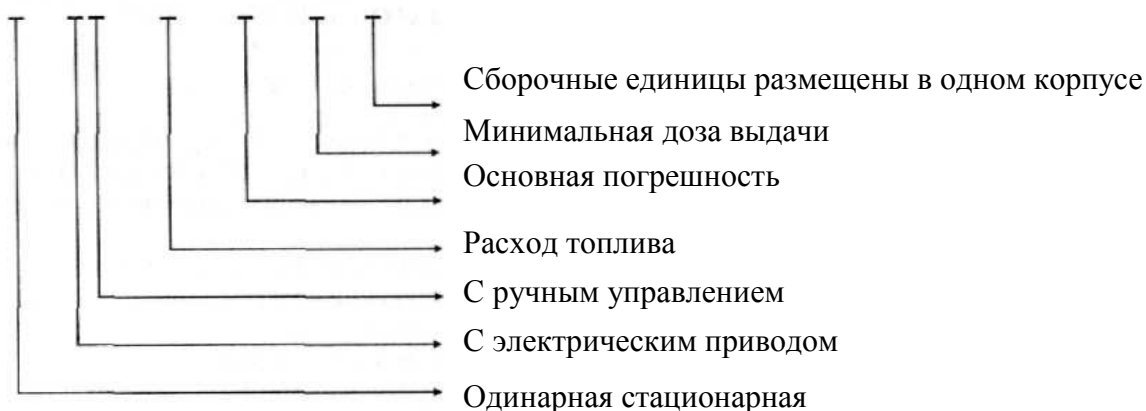 Сборочные единицы размещены в одном корпусе
Минимальная доза выдачи
Основная погрешность
Расход топлива
С ручным управлением
С электрическим приводом
Одинарная стационарная